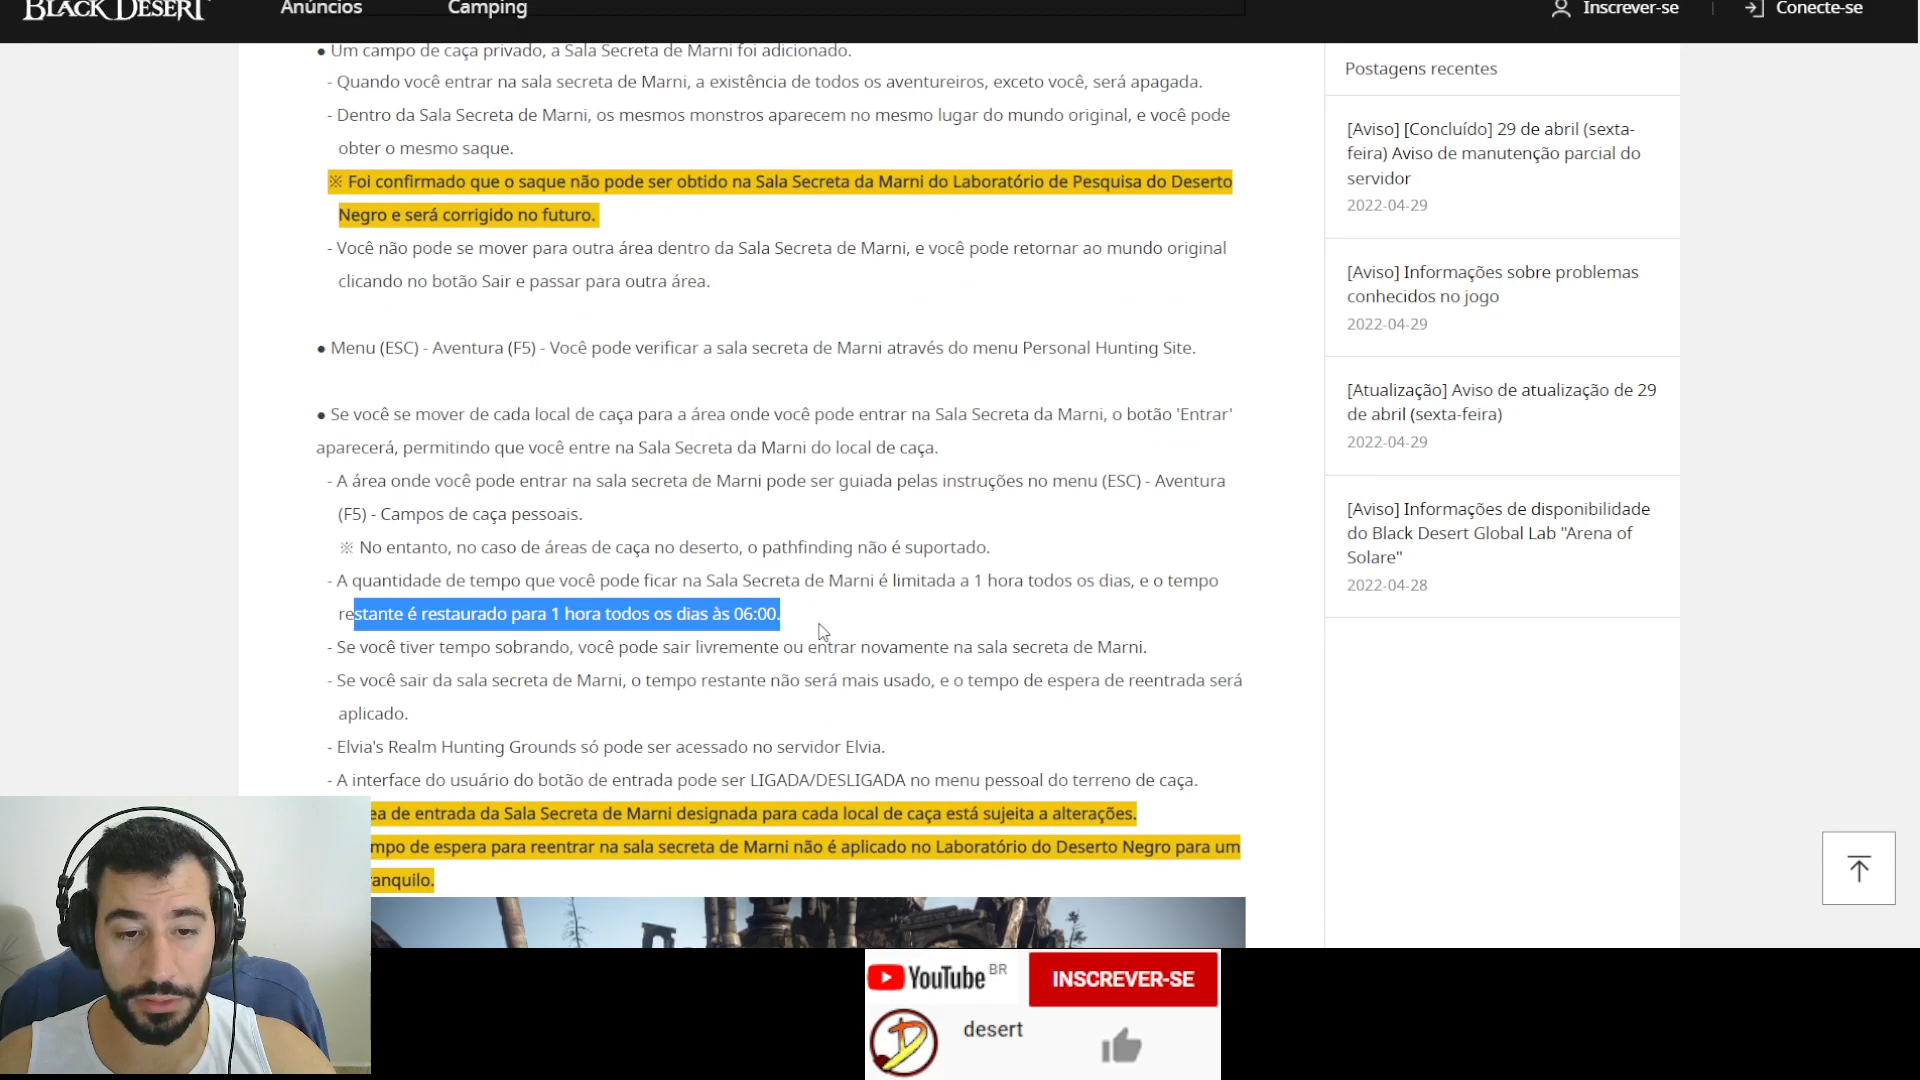 BLACK DESERT
Anúncios
Camping
Inscrever-se
Conecte-se
● Um campo de caça privado, a Sala Secreta de Marni foi adicionado.
- Quando você entrar na sala secreta de Marni, a existência de todos os aventureiros, exceto você, será apagada.
- Dentro da Sala Secreta de Marni, os mesmos monstros aparecem no mesmo lugar do mundo original, e você pode
obter o mesmo saque.
※ Foi confirmado que o saque não pode ser obtido na Sala Secreta da Marni do Laboratório de Pesquisa do Deserto
Negro e será corrigido no futuro.
- Você não pode se mover para outra área dentro da Sala Secreta de Marni, e você pode retornar ao mundo original
clicando no botão Sair e passar para outra área.
● Menu (ESC) - Aventura (F5) - Você pode verificar a sala secreta de Marni através do menu Personal Hunting Site.
● Se você se mover de cada local de caça para a área onde você pode entrar na Sala Secreta da Marni, o botão 'Entrar'
aparecerá, permitindo que você entre na Sala Secreta da Marni do local de caça.
- A área onde você pode entrar na sala secreta de Marni pode ser guiada pelas instruções no menu (ESC) - Aventura
(F5) - Campos de caça pessoais.
※ No entanto, no caso de áreas de caça no deserto, o pathfinding não é suportado.
- A quantidade de tempo que você pode ficar na Sala Secreta de Marni é limitada a 1 hora todos os dias, e o tempo
restante é restaurado para 1 hora todos os dias às 06:00.
- Se você tiver tempo sobrando, você pode sair livremente ou entrar novamente na sala secreta de Marni.
- Se você sair da sala secreta de Marni, o tempo restante não será mais usado, e o tempo de espera de reentrada será
aplicado.
- Elvia's Realm Hunting Grounds só pode ser acessado no servidor Elvia.
- A interface do usuário do botão de entrada pode ser LIGADA/DESLIGADA no menu pessoal do terreno de caça.
ea de entrada da Sala Secreta de Marni designada para cada local de caça está sujeita a alterações.
mpo de espera para reentrar na sala secreta de Marni não é aplicado no Laboratório do Deserto Negro para um
ranquilo.
Postagens recentes
[Aviso] [Concluído] 29 de abril (sexta-
feira) Aviso de manutenção parcial do
servidor
2022-04-29
[Aviso] Informações sobre problemas
conhecidos no jogo
2022-04-29
[Atualização] Aviso de atualização de 29
de abril (sexta-feira)
2022-04-29
[Aviso] Informações de disponibilidade
do Black Desert Global Lab "Arena of
Solare"
2022-04-28
YouTube BR
INSCREVER-SE
D
desert